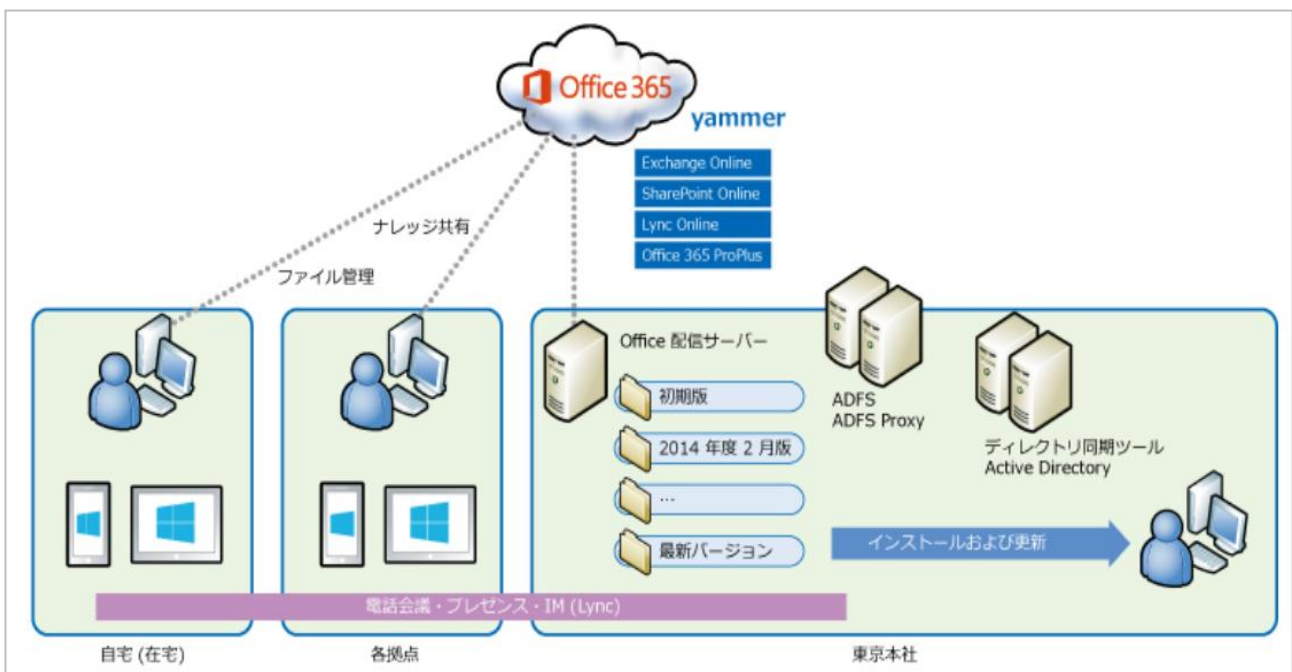 Office 365
yammer
Exchange Online
SharePoint Online
Lync Online
Office 365 ProPlus
ナレッジ共有
ファイル管理
Office 配信サーバー
初期版
2014 年度 2 月版
…
最新バージョン
ADFS
ADFS Proxy
ディレクトリ同期ツール
Active Directory
インストールおよび更新
電話会議・プレゼンス・IM (Lync)
自宅 (在宅)
各拠点
東京本社